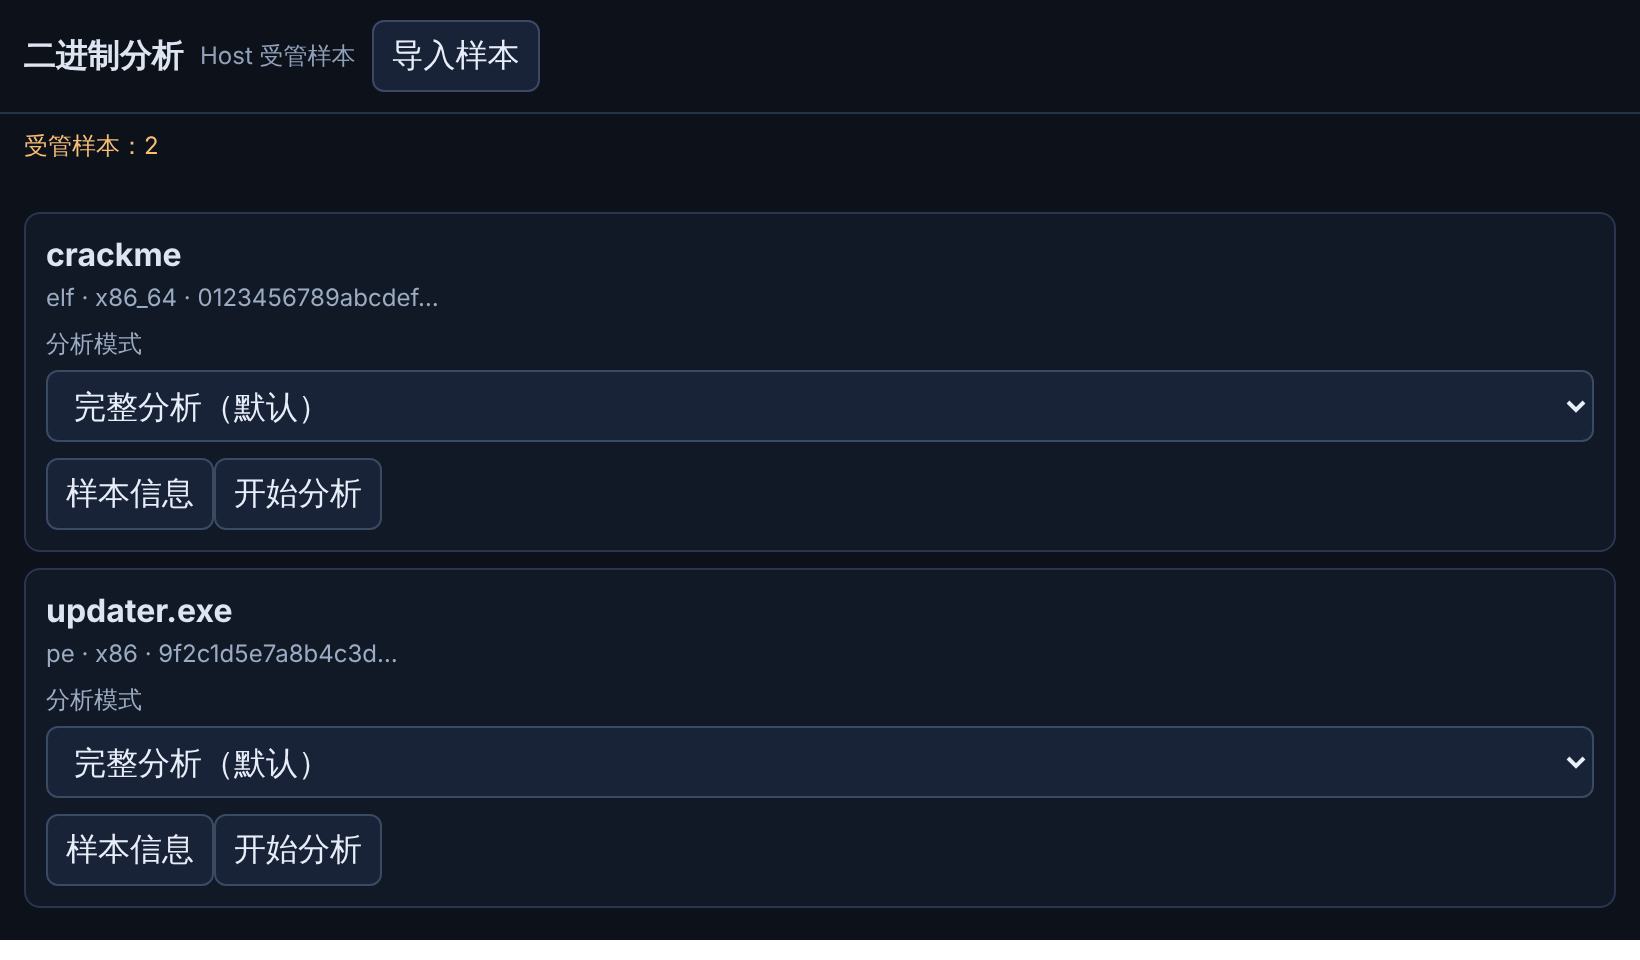 二进制分析 Host 受管样本 导入样本
受管样本：2
crackme
elf · x86_64 · 0123456789abcdef…
分析模式
完整分析（默认）
样本信息 开始分析
updater.exe
pe · x86 · 9f2c1d5e7a8b4c3d…
分析模式
完整分析（默认）
样本信息 开始分析